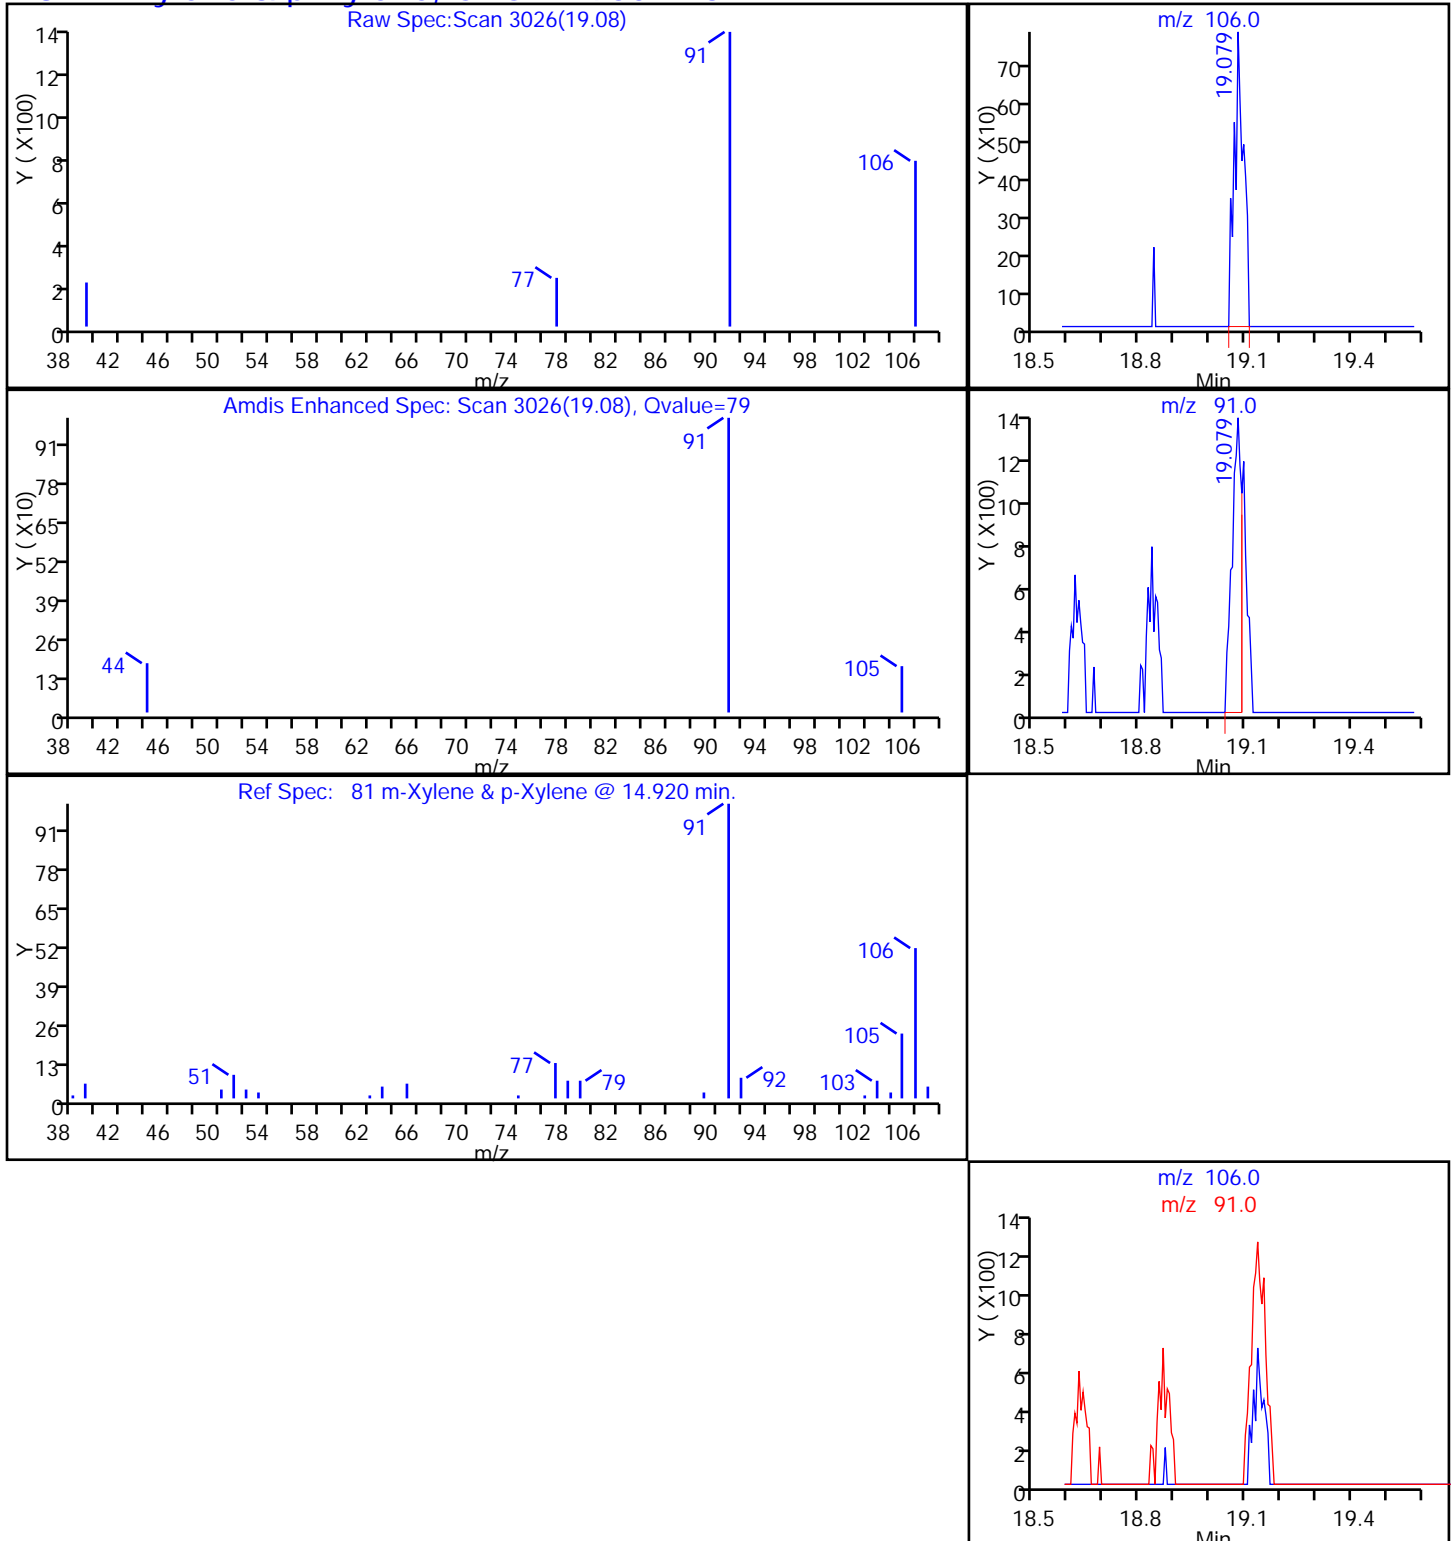 Raw Spec:Scan 3026(19.08)
14
12
10
8
6
4
2
0
Y ( X100)
91
106
77
38 42 46 50 54 58 62 66 70 74 78 82 86 90 94 98 102 106
m/z
m/z 106.0
70
60
50
40
30
20
10
0
Y ( X10)
19.079
18.5 18.8 19.1 19.4
Min
Amdis Enhanced Spec: Scan 3026(19.08), Qvalue=79
91
78
65
52
39
26
13
0
Y ( X10)
91
44
105
38 42 46 50 54 58 62 66 70 74 78 82 86 90 94 98 102 106
m/z
m/z 91.0
14
12
10
8
6
4
2
0
Y ( X100)
19.079
18.5 18.8 19.1 19.4
Min
Ref Spec: 81 m-Xylene & p-Xylene @ 14.920 min.
91
78
65
52
39
26
13
0
Y
91
106
105
51
77
79
92
103
38 42 46 50 54 58 62 66 70 74 78 82 86 90 94 98 102 106
m/z
m/z 106.0
m/z 91.0
14
12
10
8
6
4
2
0
Y ( X100)
18.5 18.8 19.1 19.4
Min